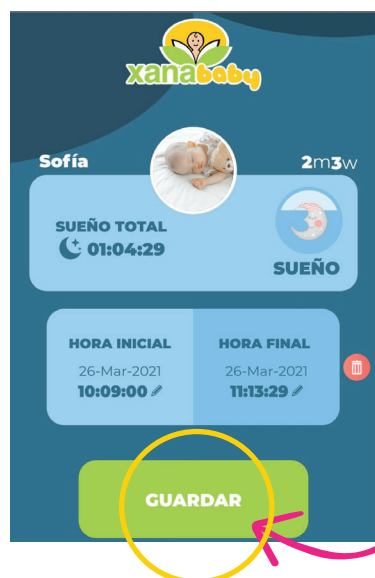 xanababy
Sofía
2m3w
SUEÑO TOTAL
01:04:29
SUEÑO
HORA INICIAL
26-Mar-2021
10:09:00
HORA FINAL
26-Mar-2021
11:13:29
GUARDAR